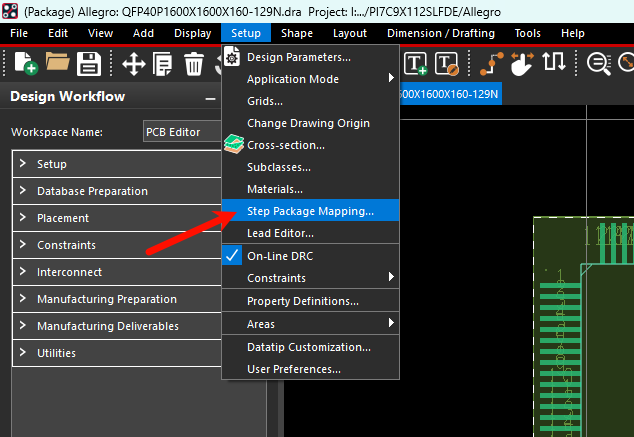 (Package) Allegro: QFP40P1600X1600X160-129N.dra Project: I:.../PI7C9X112SLFDE/Allegro
File Edit View Add Display Setup Shape Layout Dimension / Drafting Tools Help
Design Workflow
Workspace Name: PCB Editor
Setup
Database Preparation
Placement
Constraints
Interconnect
Manufacturing Preparation
Manufacturing Deliverables
Utilities
Design Parameters...
Application Mode
Grids...
Change Drawing Origin
Cross-section...
Subclasses...
Materials...
Step Package Mapping...
Lead Editor...
On-Line DRC
Constraints
Property Definitions...
Areas
Datatip Customization...
User Preferences...
00X1600X160-129N